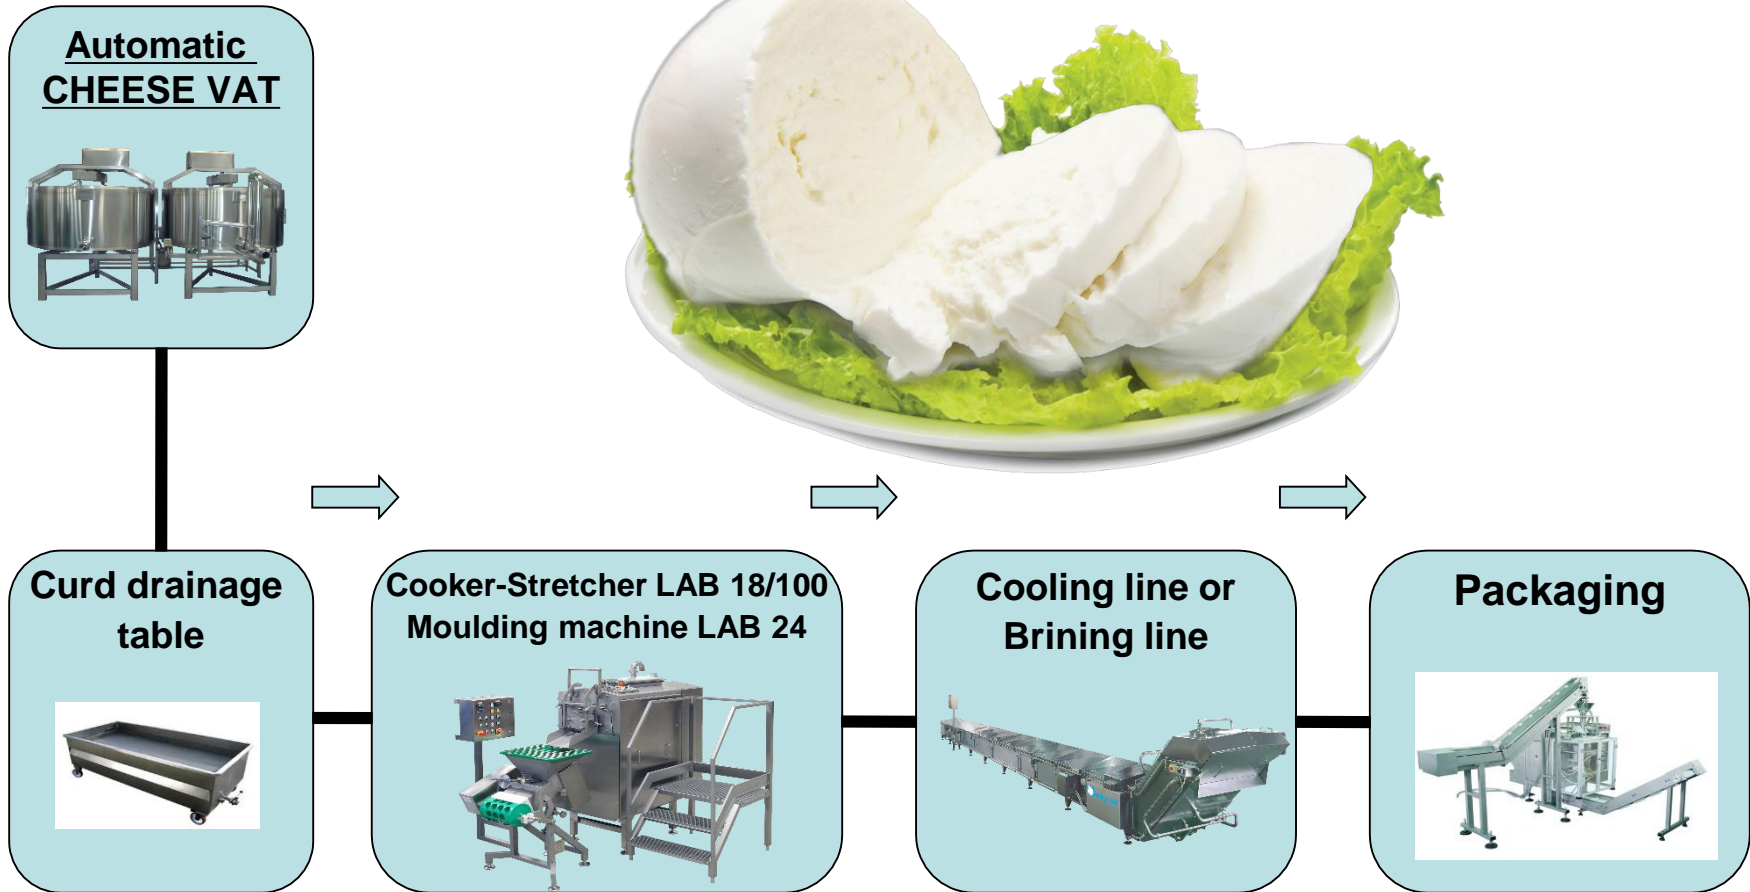 Automatic
CHEESE VAT
Curd drainage
table
Cooker-Stretcher LAB 18/100
Moulding machine LAB 24
Cooling line or
Brining line
Packaging